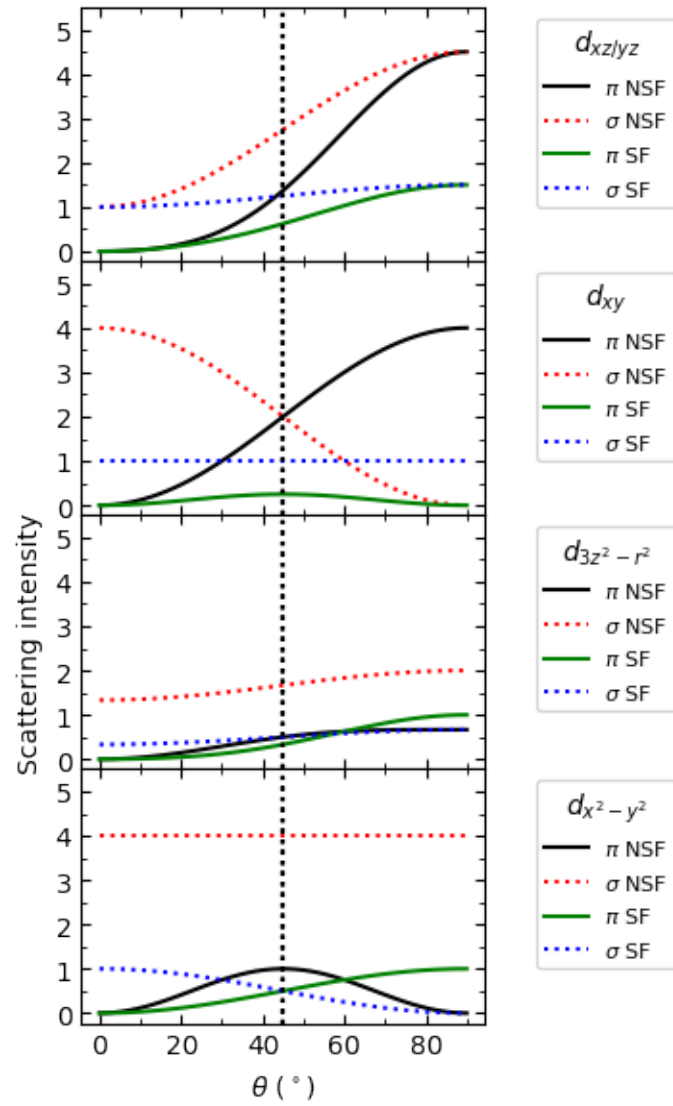 5
4
3
2
1
0
d_{xz/yz}
π NSF
σ NSF
π SF
σ SF
5
4
3
2
1
0
d_{xy}
π NSF
σ NSF
π SF
σ SF
Scattering intensity
5
4
3
2
1
0
d_{3z² − r²}
π NSF
σ NSF
π SF
σ SF
5
4
3
2
1
0
d_{x² − y²}
π NSF
σ NSF
π SF
σ SF
0 20 40 60 80
θ (°)